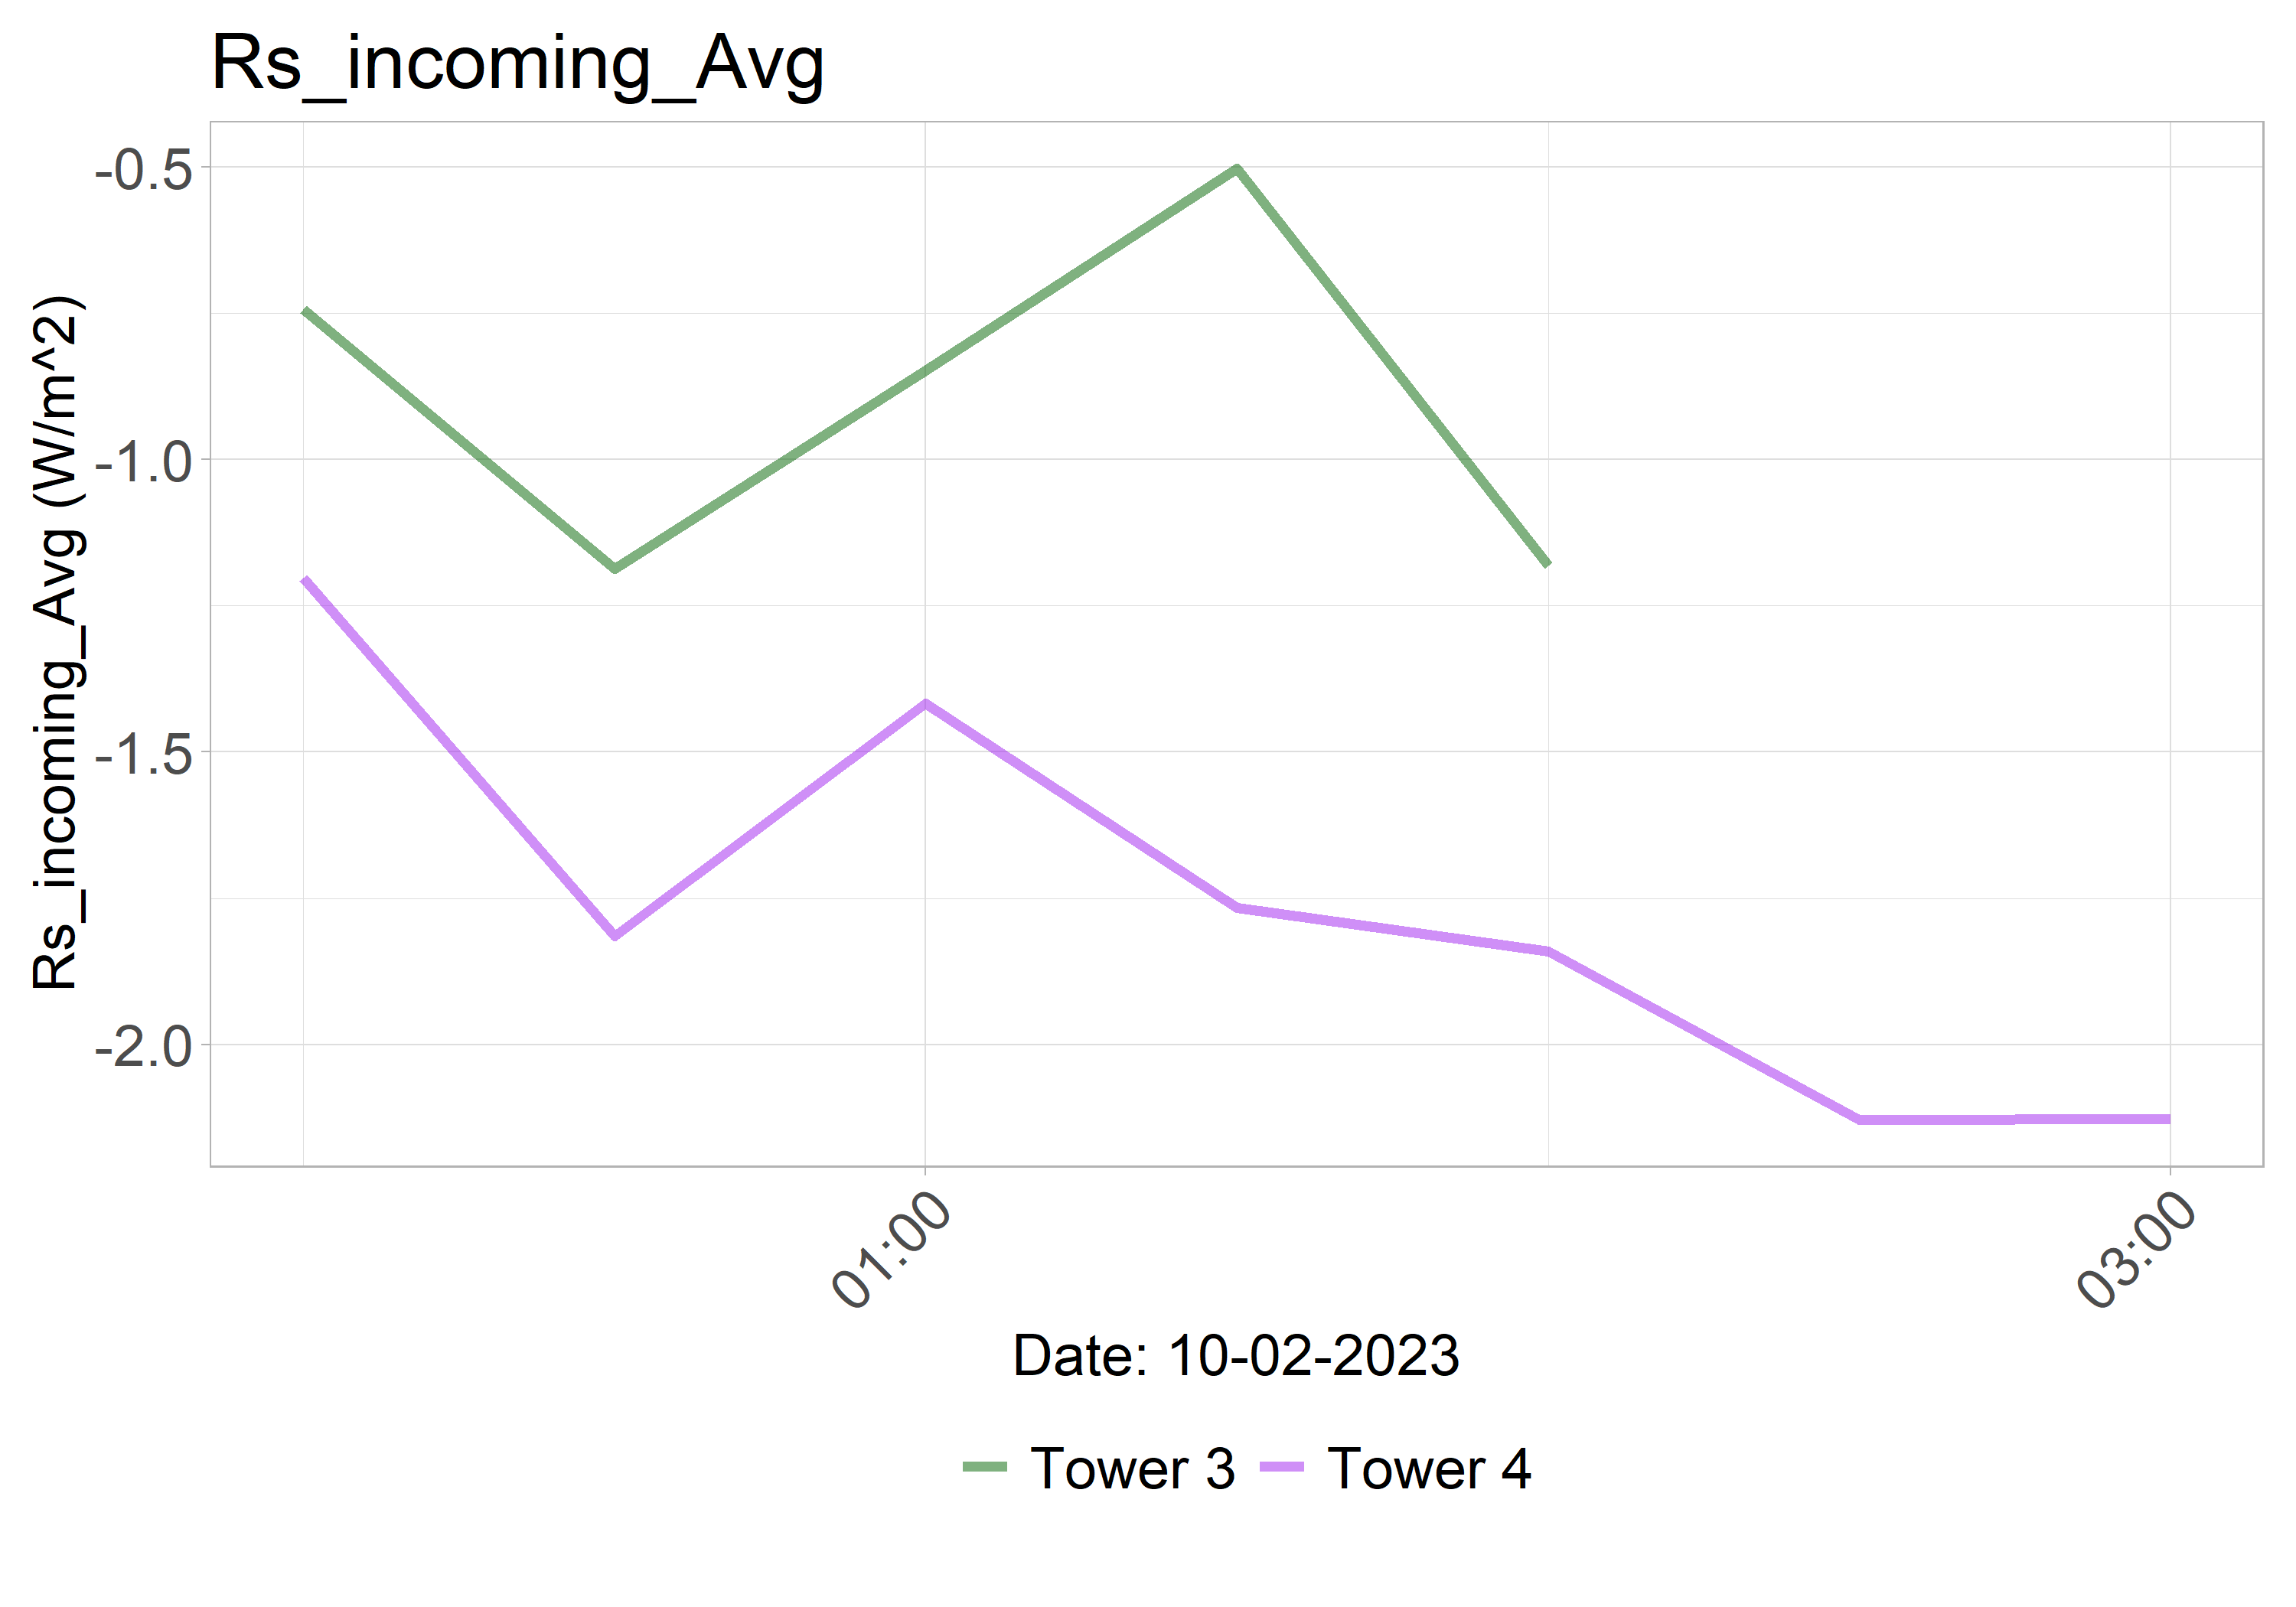 Rs_incoming_Avg
Rs_incoming_Avg (W/m^2)
-0.5
-1.0
-1.5
-2.0
01:00
03:00
Date: 10-02-2023
Tower 3
Tower 4